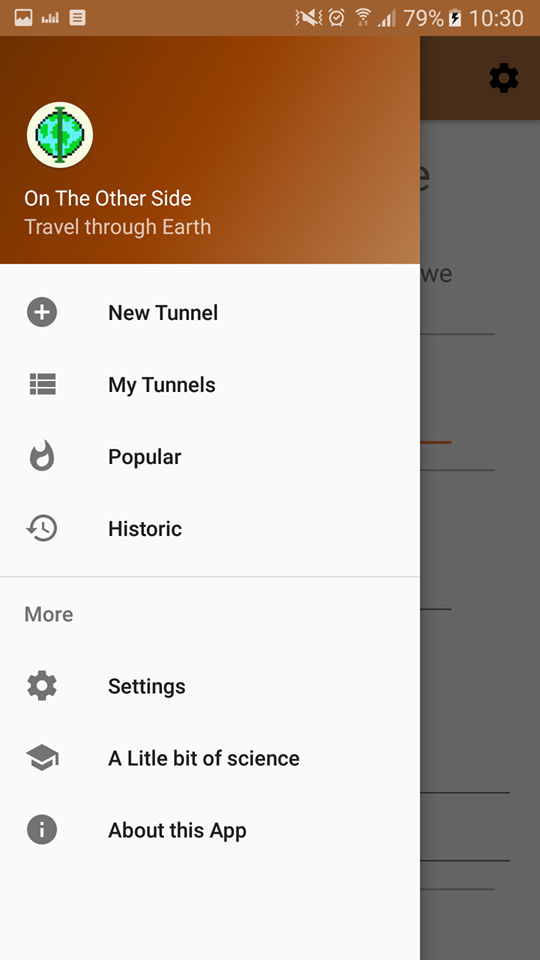 79% 10:30
On The Other Side
Travel through Earth
New Tunnel
My Tunnels
Popular
Historic
More
Settings
A Litle bit of science
About this App
e
we